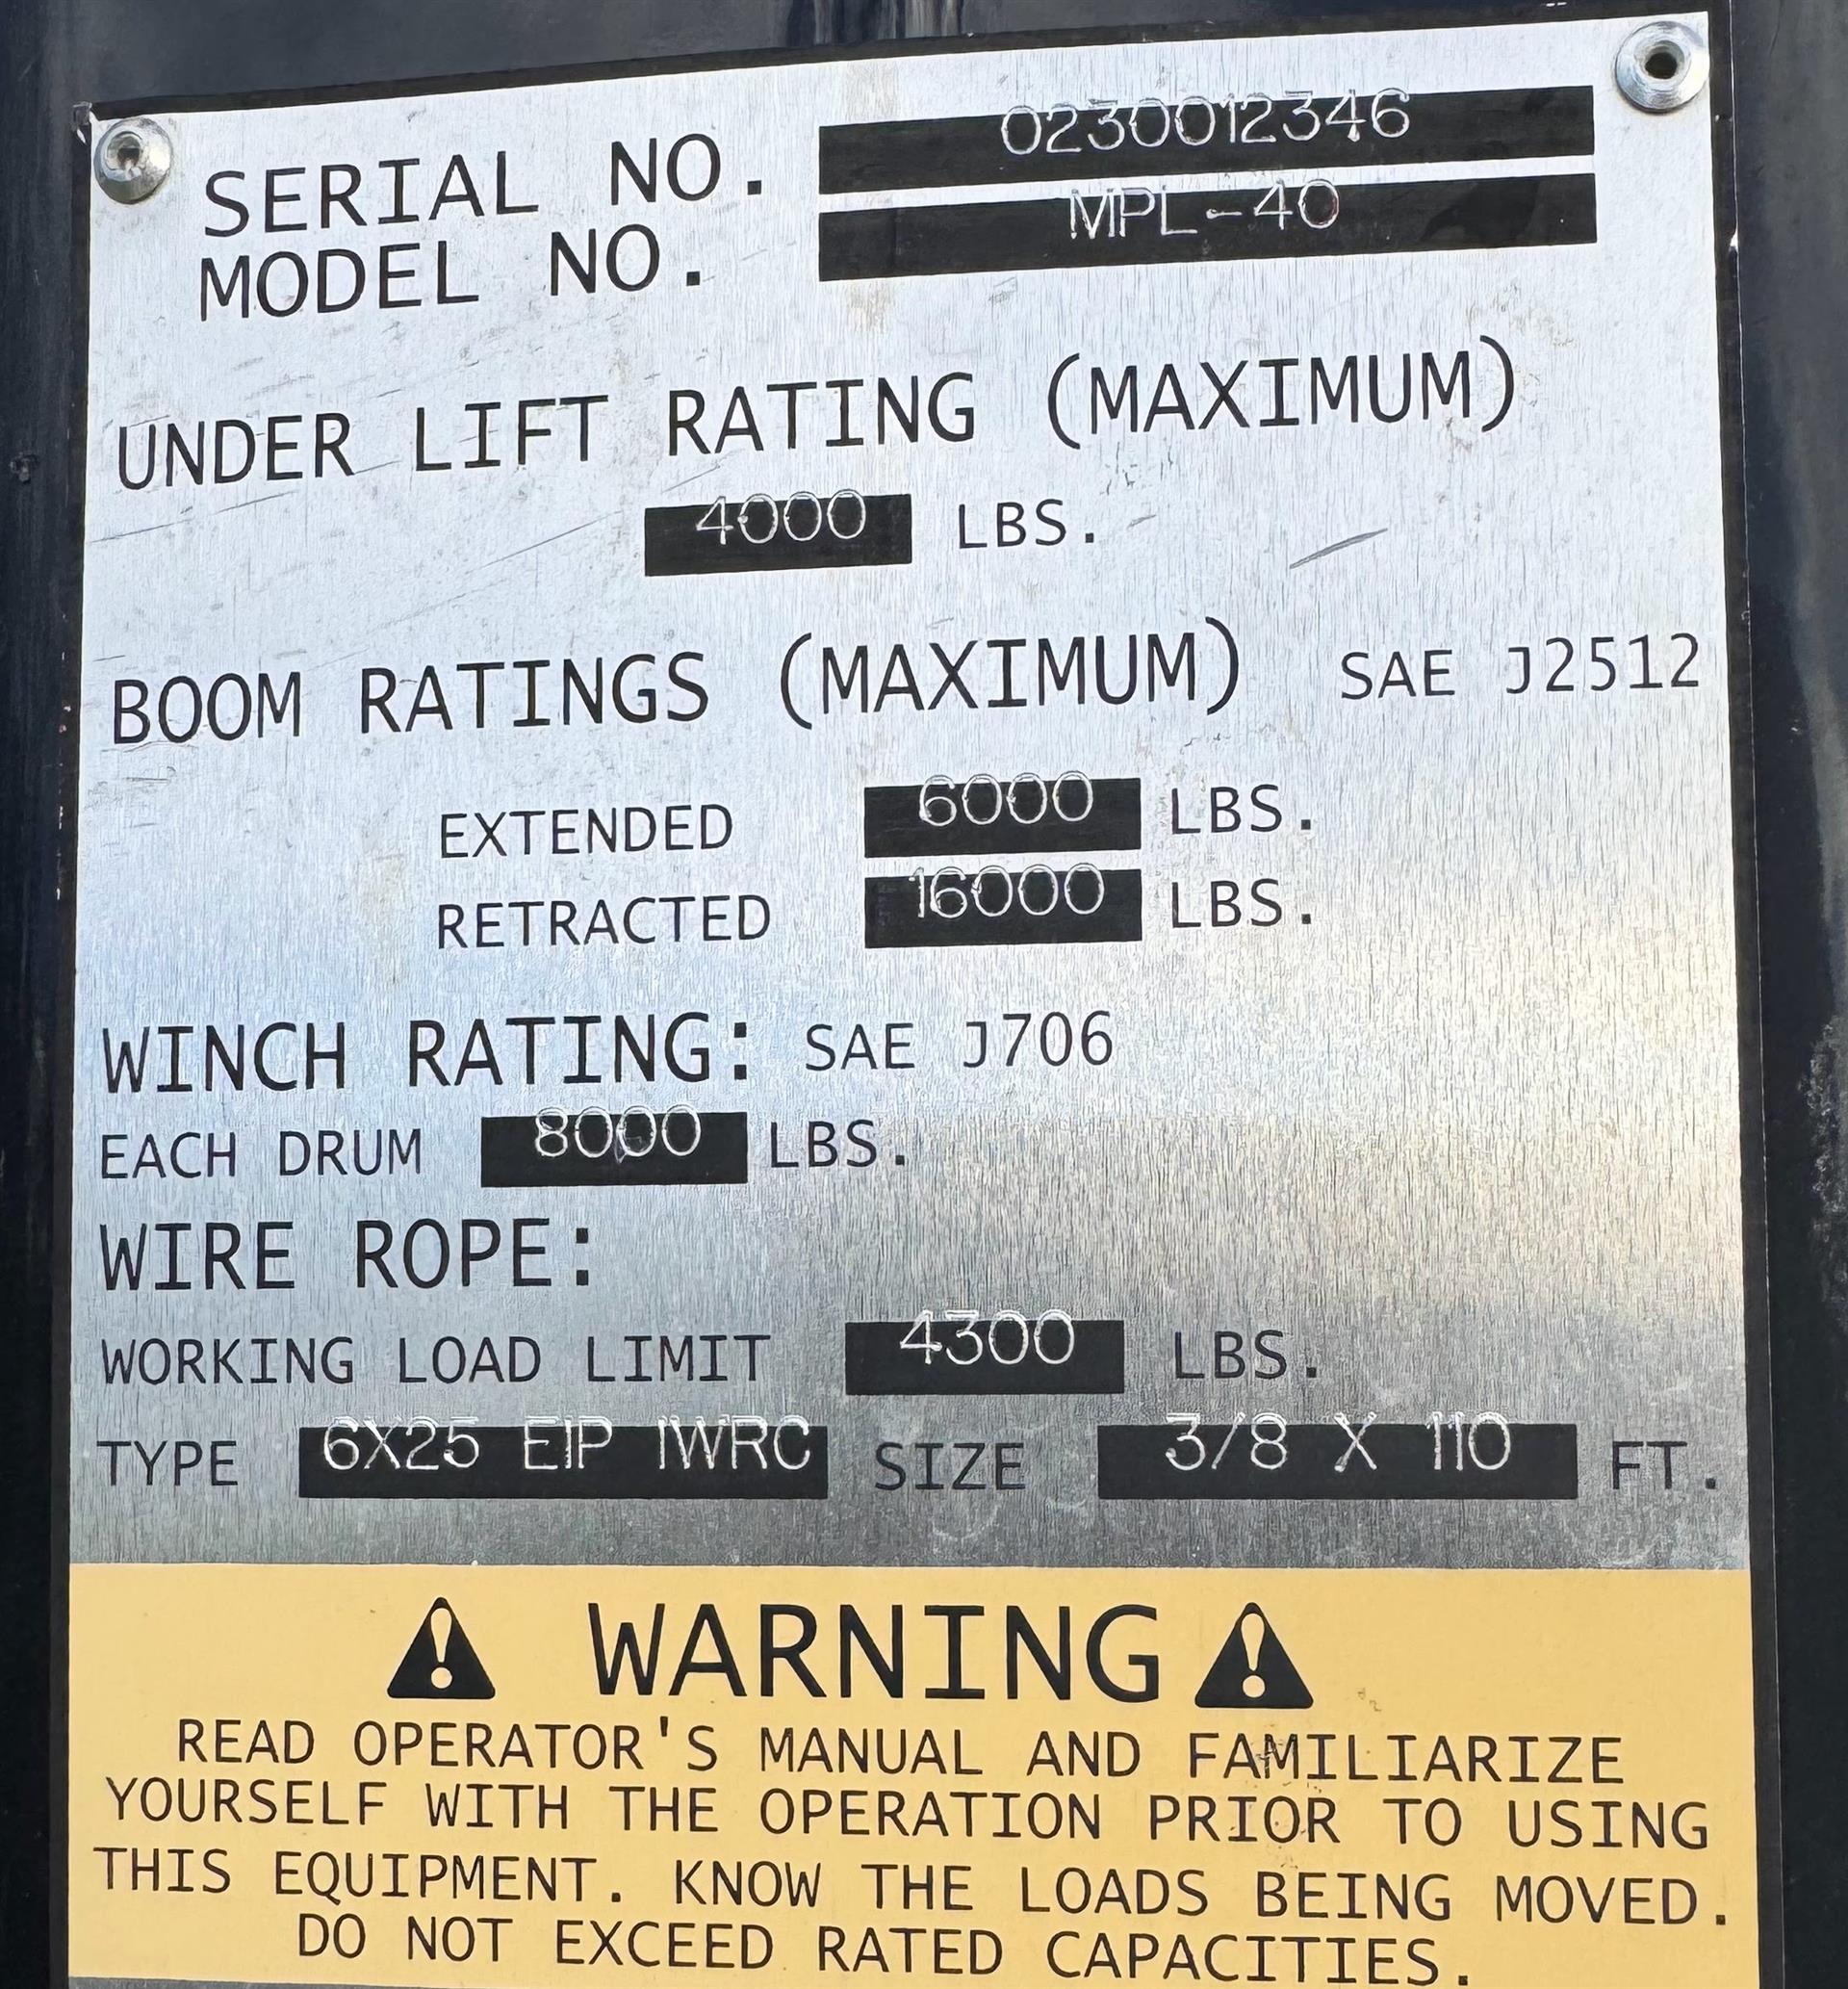 SERIAL NO. 0230012346
MODEL NO. MPL-40
UNDER LIFT RATING (MAXIMUM)
4000 LBS.
BOOM RATINGS (MAXIMUM) SAE J2512
EXTENDED 6000 LBS.
RETRACTED 16000 LBS.
WINCH RATING: SAE J706
EACH DRUM 8000 LBS.
WIRE ROPE:
WORKING LOAD LIMIT 4300 LBS.
TYPE 6X25 EIP IWRC SIZE 3/8 X 110 FT.
WARNING
READ OPERATOR'S MANUAL AND FAMILIARIZE
YOURSELF WITH THE OPERATION PRIOR TO USING
THIS EQUIPMENT. KNOW THE LOADS BEING MOVED.
DO NOT EXCEED RATED CAPACITIES.